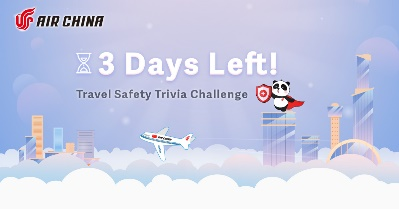 AIR CHINA
3 Days Left!
Travel Safety Trivia Challenge